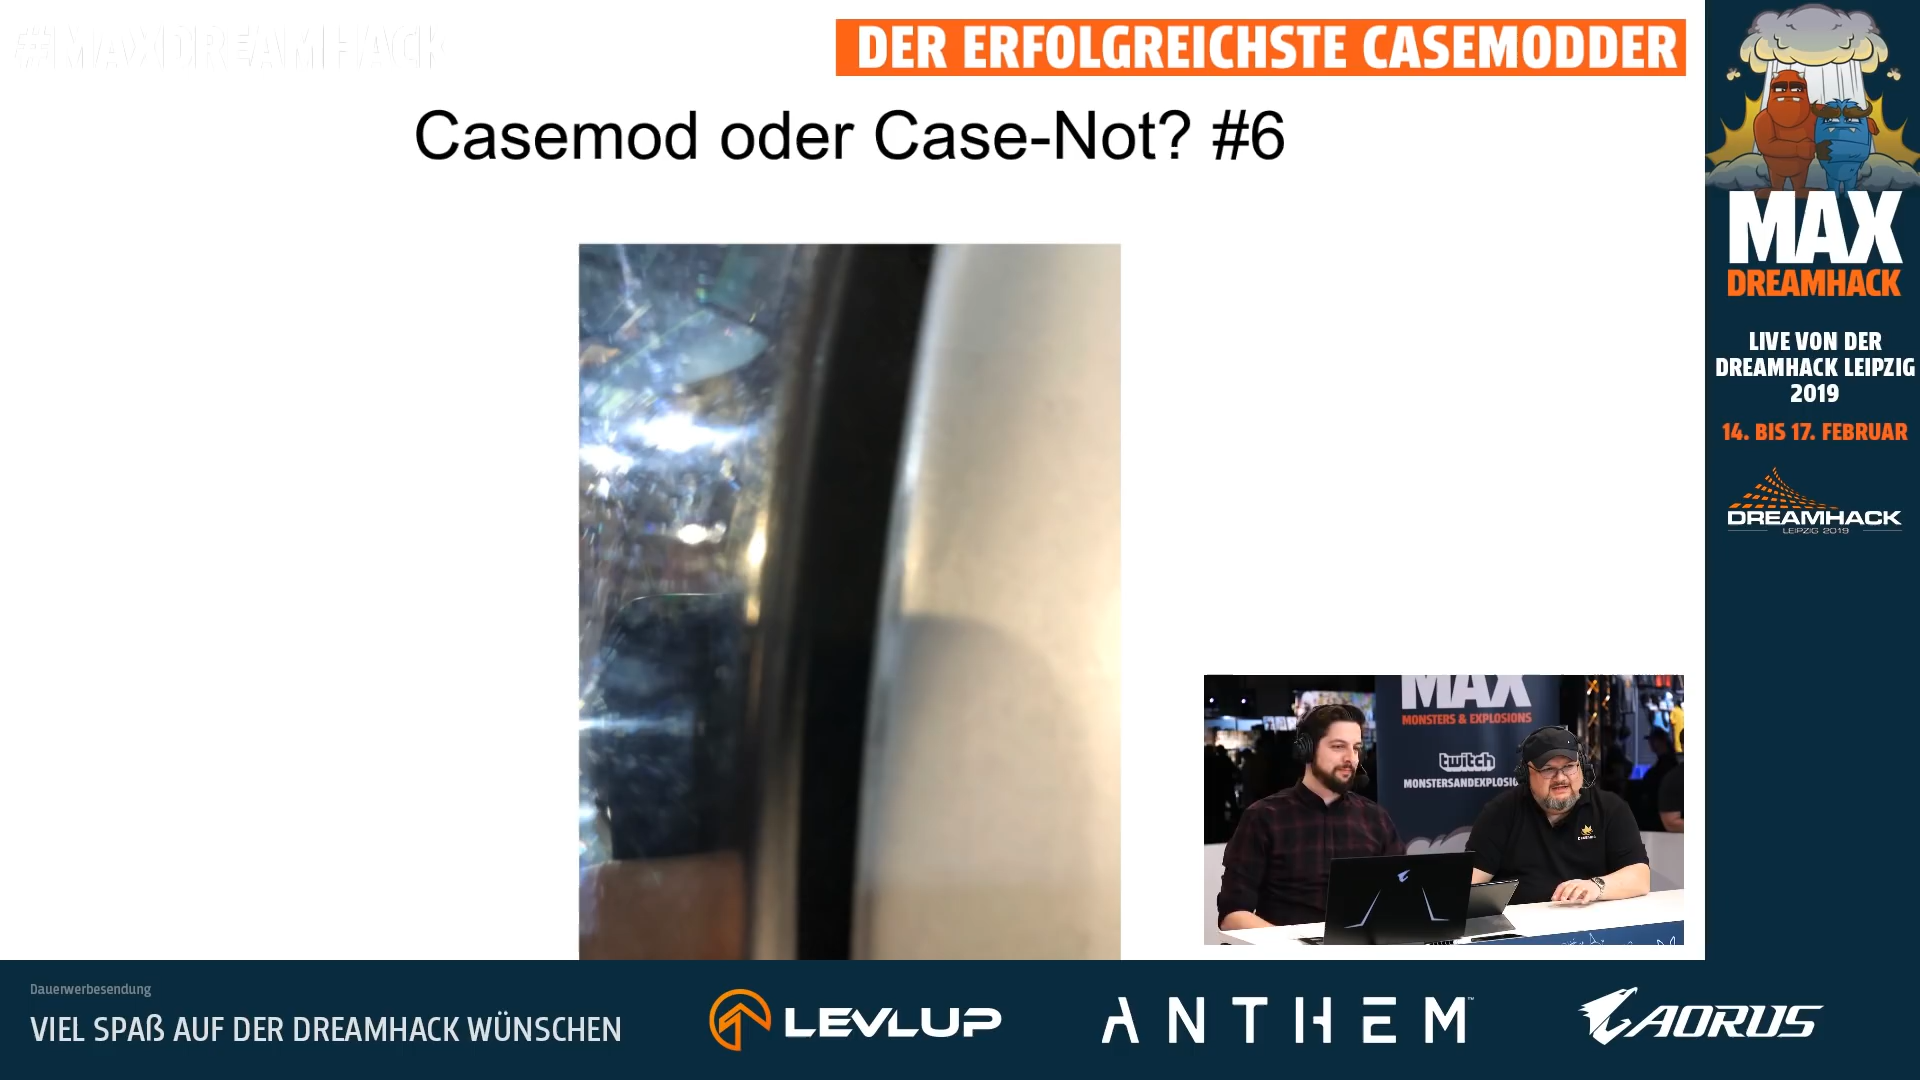 #MAXDREAMHACK
DER ERFOLGREICHSTE CASEMODDER
Casemod oder Case-Not? #6
MAX
DREAMHACK
LIVE VON DER
DREAMHACK LEIPZIG
2019
14. BIS 17. FEBRUAR
DREAMHACK
LEIPZIG 2019
MAX
MONSTERS & EXPLOSIONS
twitch
MONSTERSANDEXPLOSIO
Dauerwerbesendung
VIEL SPAß AUF DER DREAMHACK WÜNSCHEN
LEVLUP
ANTHEM™
AORUS